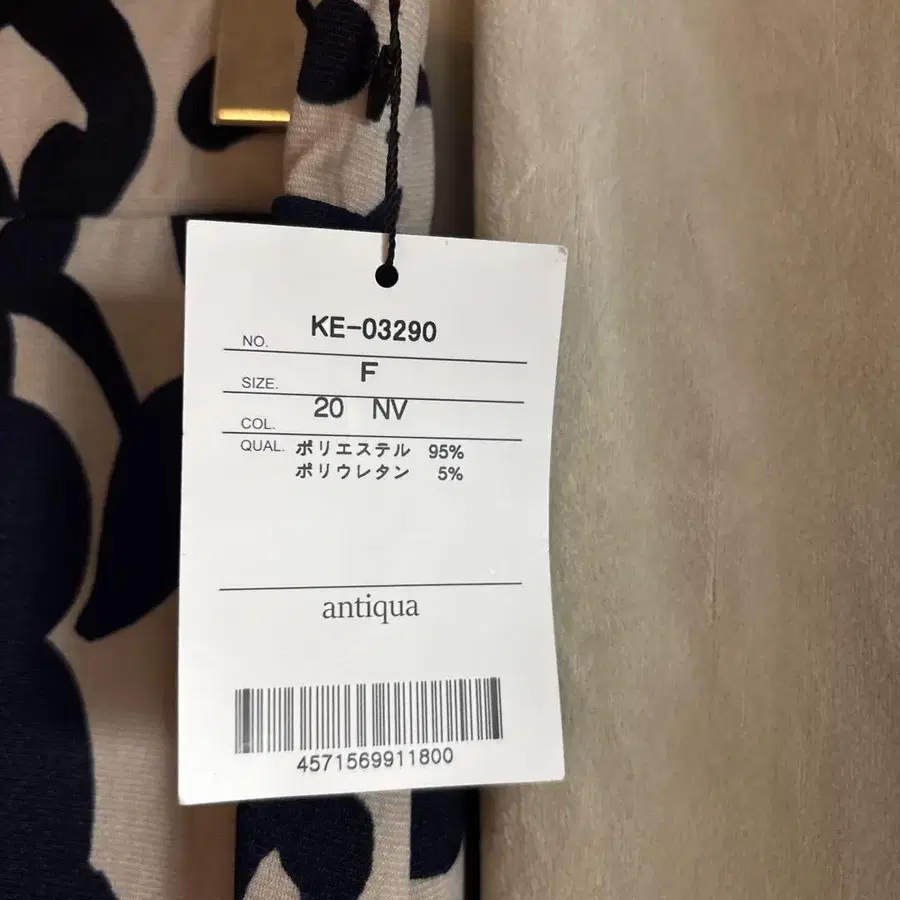 NO. KE-03290
SIZE. F
COL. 20 NV
QUAL. ポリエステル 95%
ポリウレタン 5%
antiqua
4571569911800